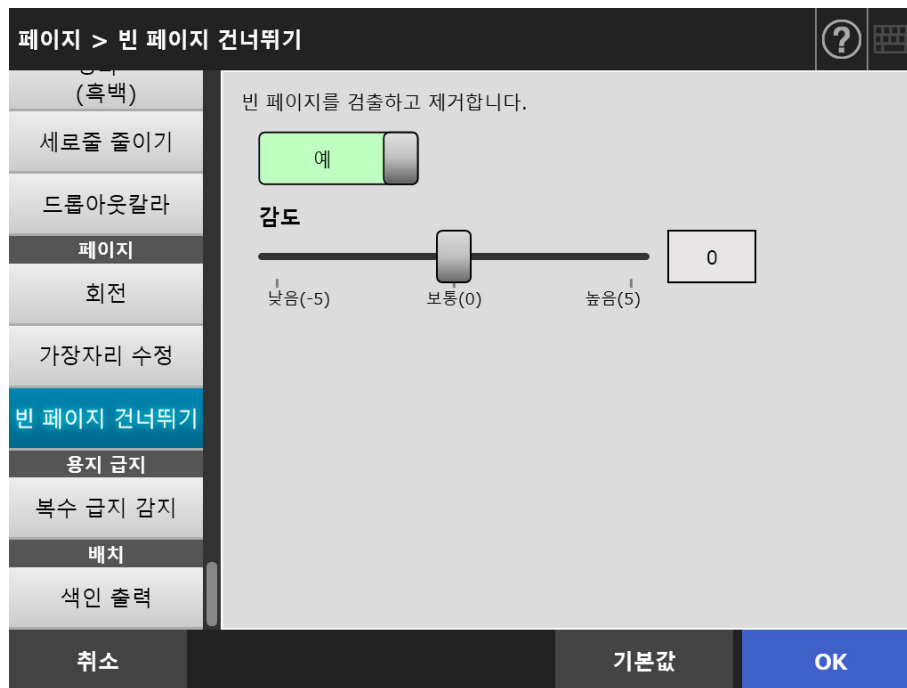 페이지 > 빈 페이지 건너뛰기
?
(흑백)
세로줄 줄이기
드롭아웃칼라
페이지
회전
가장자리 수정
빈 페이지 건너뛰기
용지 급지
복수 급지 감지
배치
색인 출력
빈 페이지를 검출하고 제거합니다.
예
감도
0
낮음(-5) 보통(0) 높음(5)
취소 기본값 OK